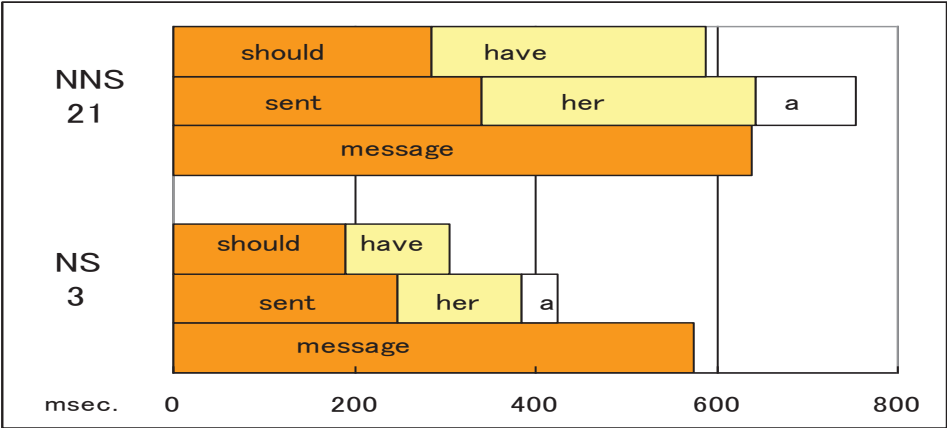 should have
NNS
21
sent her a
message
should have
NS
3
sent her a
message
msec. 0 200 400 600 800